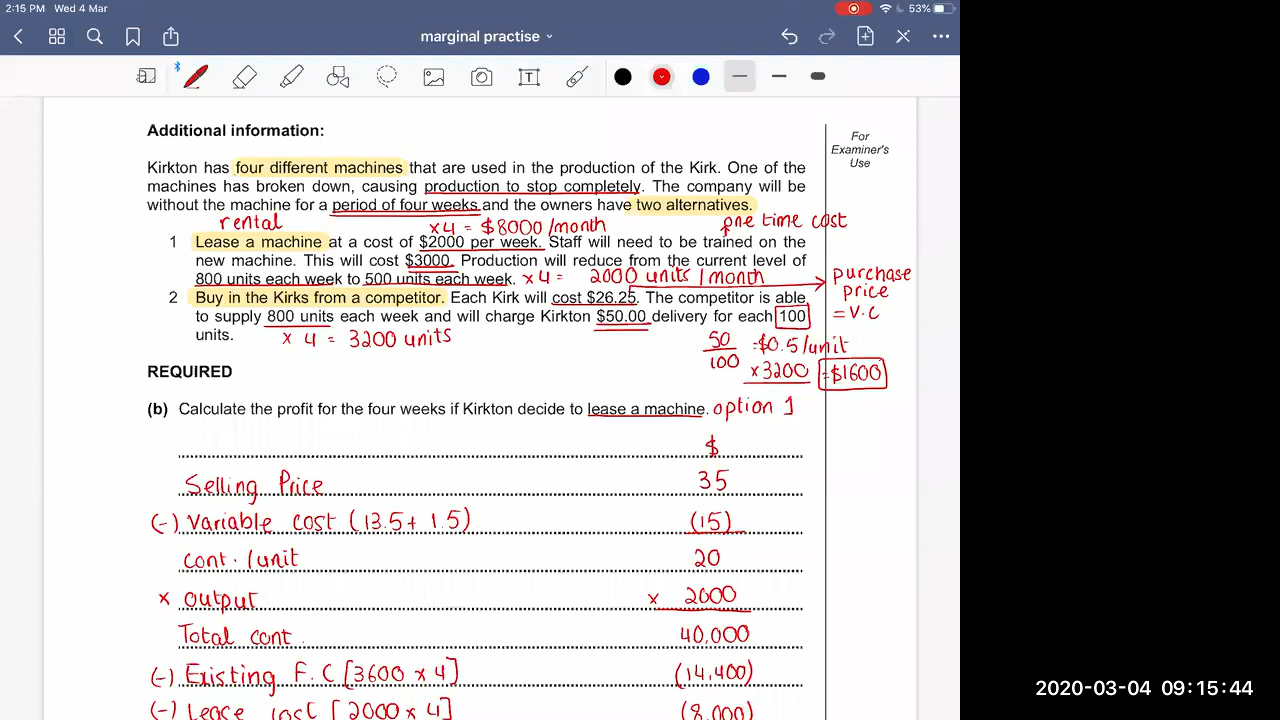 2:15 PM Wed 4 Mar
53%
marginal practise
Additional information:
For
Examiner's
Use
Kirkton has four different machines that are used in the production of the Kirk. One of the
machines has broken down, causing production to stop completely. The company will be
without the machine for a period of four weeks and the owners have two alternatives.
rental
×4 = $8000/month
one time cost
1 Lease a machine at a cost of $2000 per week. Staff will need to be trained on the
new machine. This will cost $3000. Production will reduce from the current level of
800 units each week to 500 units each week. ×4 = 2000 units/month
purchase
price
= V.C
2 Buy in the Kirks from a competitor. Each Kirk will cost $26.25. The competitor is able
to supply 800 units each week and will charge Kirkton $50.00 delivery for each 100
units. × 4 = 3200 units
50
100
=$0.5/unit
×3200 =$1600
REQUIRED
(b) Calculate the profit for the four weeks if Kirkton decide to lease a machine. option 1
$
Selling Price 35
(-) Variable cost (13.5+ 1.5) (15)
cont. /unit 20
× output × 2000
Total cont. 40,000
(-) Existing F.C [3600 × 4] (14,400)
(-) Lease cost [2000 × 4] (8,000)
2020-03-04 09:15:44